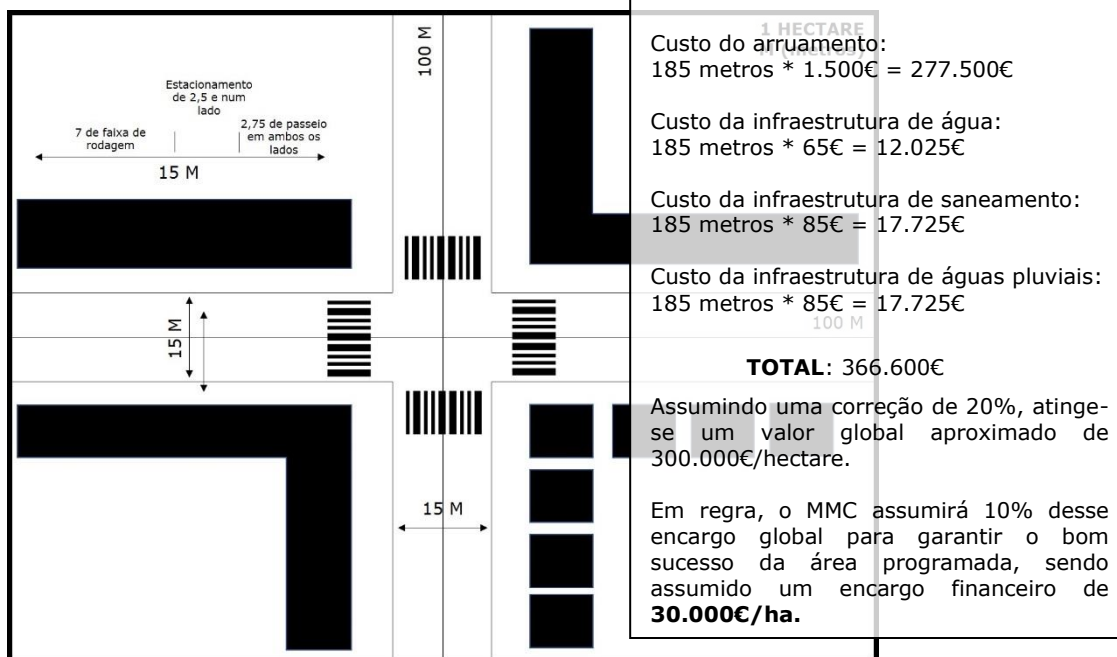 1 HECTARE
M (metros)
100 M
Estacionamento
de 2,5 e num
lado
7 de faixa de
rodagem
2,75 de passeio
em ambos os
lados
15 M
15 M
15 M
100 M
Custo do arruamento:
185 metros * 1.500€ = 277.500€
Custo da infraestrutura de água:
185 metros * 65€ = 12.025€
Custo da infraestrutura de saneamento:
185 metros * 85€ = 17.725€
Custo da infraestrutura de águas pluviais:
185 metros * 85€ = 17.725€
TOTAL: 366.600€
Assumindo uma correção de 20%, atinge-
se um valor global aproximado de
300.000€/hectare.
Em regra, o MMC assumirá 10% desse
encargo global para garantir o bom
sucesso da área programada, sendo
assumido um encargo financeiro de
30.000€/ha.